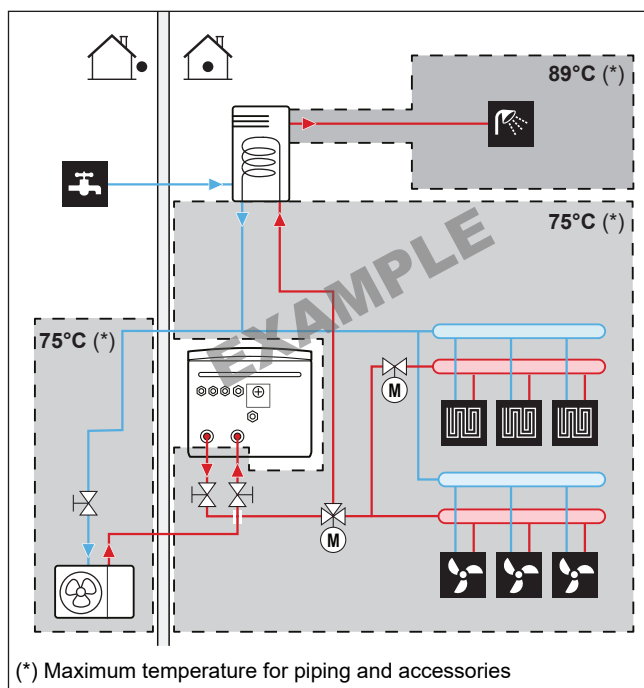 89°C (*)
75°C (*)
EXAMPLE
75°C (*)
M
M
(*) Maximum temperature for piping and accessories